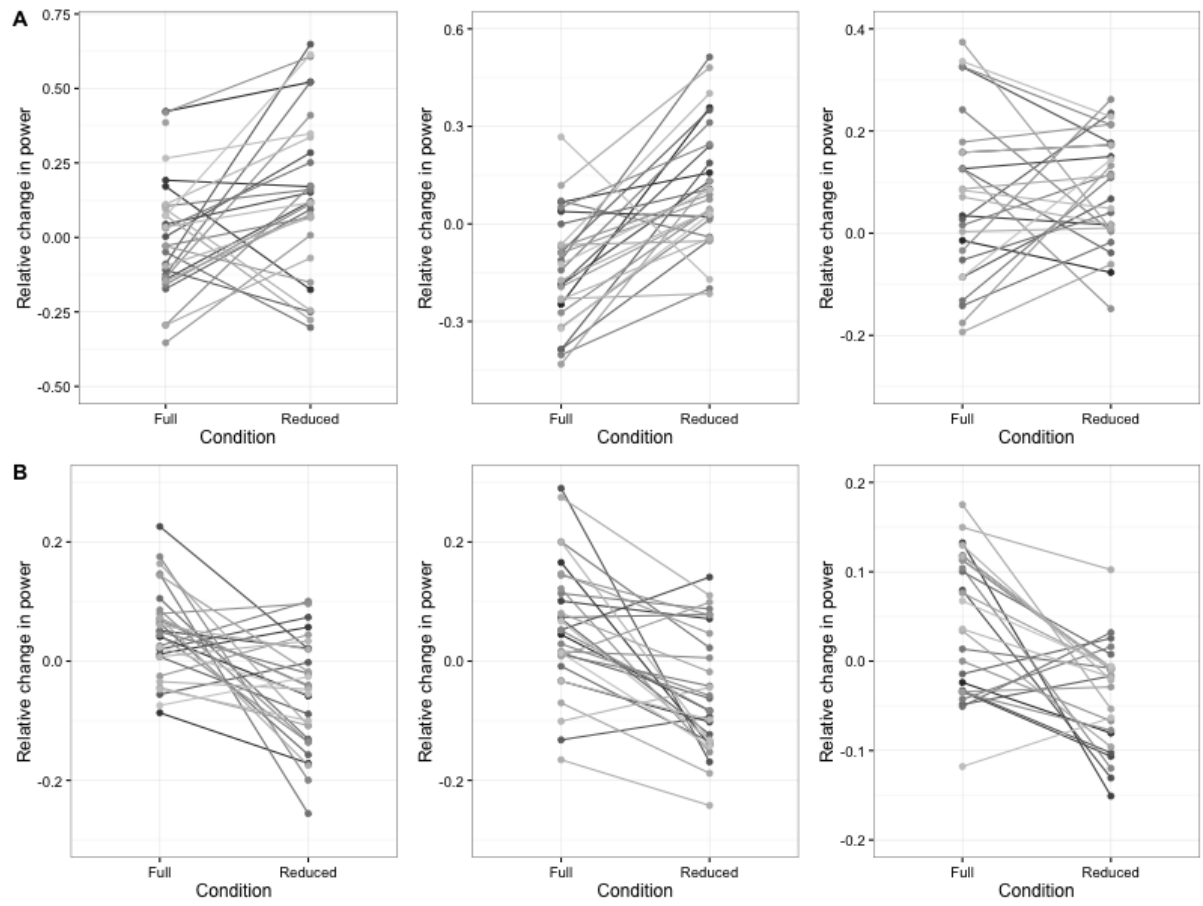 A
Relative change in power
0.75
0.50
0.25
0.00
-0.25
-0.50
Full Reduced
Condition
Relative change in power
0.6
0.3
0.0
-0.3
Full Reduced
Condition
Relative change in power
0.4
0.2
0.0
-0.2
Full Reduced
Condition
B
Relative change in power
0.2
0.0
-0.2
Full Reduced
Condition
Relative change in power
0.2
0.0
-0.2
Full Reduced
Condition
Relative change in power
0.2
0.1
0.0
-0.1
-0.2
Full Reduced
Condition